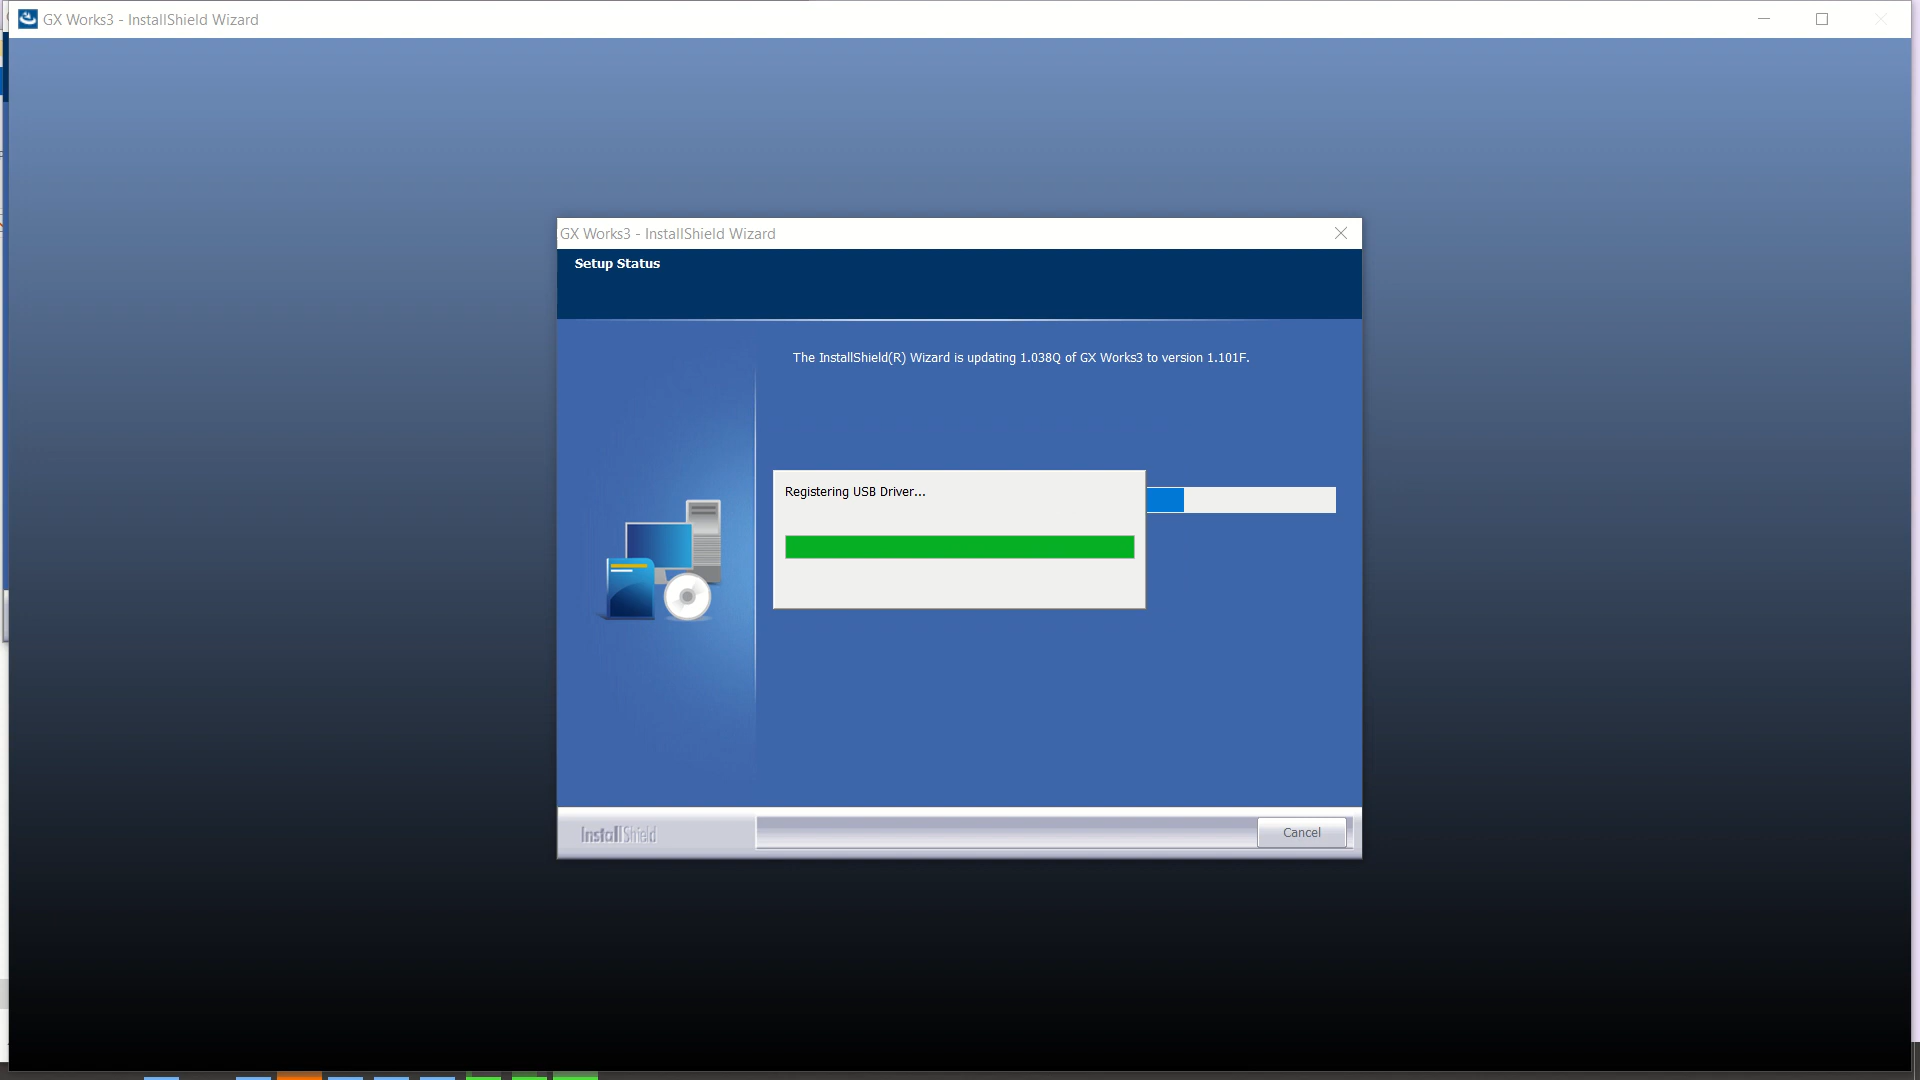 GX Works3 - InstallShield Wizard
GX Works3 - InstallShield Wizard
Setup Status
The InstallShield(R) Wizard is updating 1.038Q of GX Works3 to version 1.101F.
Registering USB Driver...
InstallShield
Cancel